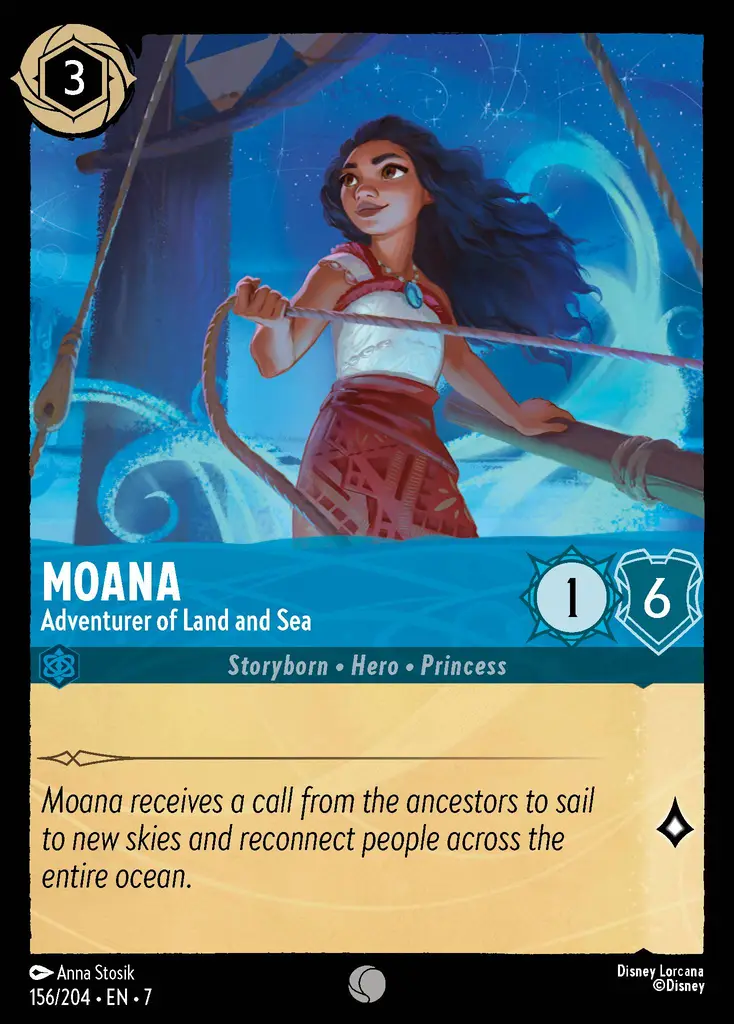 3
MOANA
Adventurer of Land and Sea
1
6
Storyborn • Hero • Princess
Moana receives a call from the ancestors to sail
to new skies and reconnect people across the
entire ocean.
Anna Stosik
156/204 • EN • 7
Disney Lorcana
©Disney